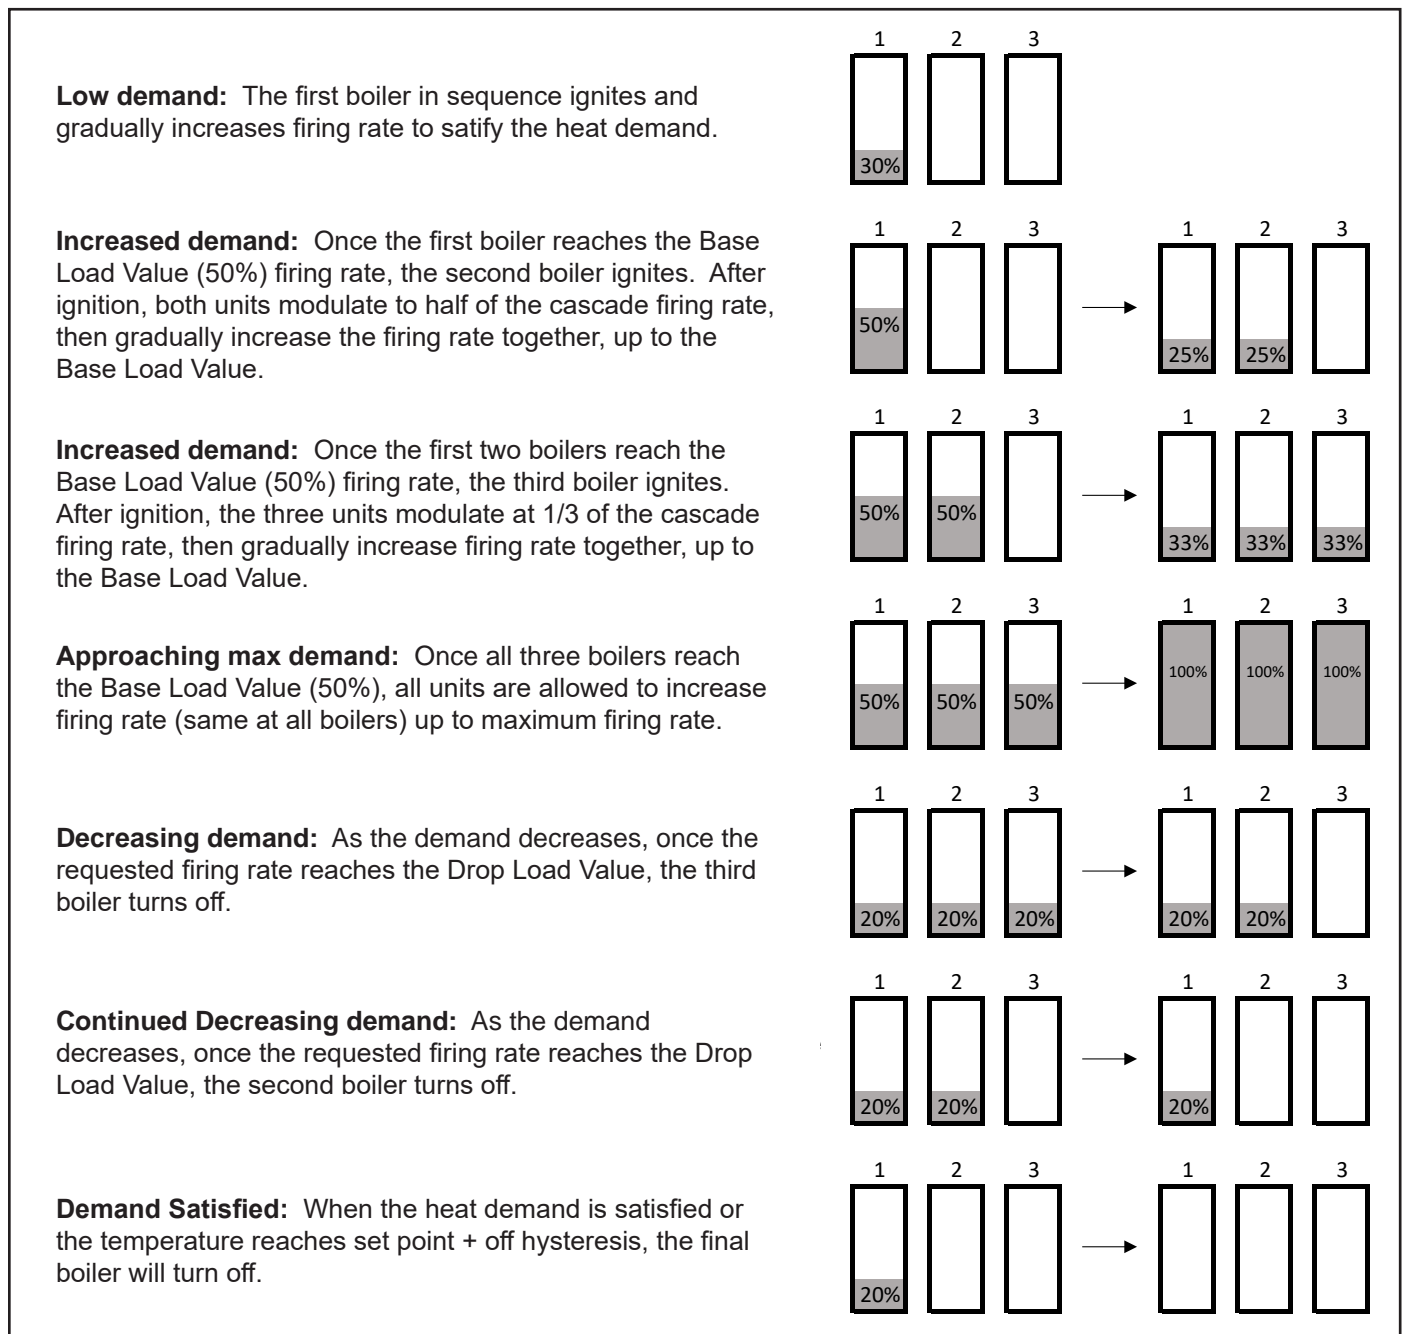 1 2 3
Low demand: The first boiler in sequence ignites and
gradually increases firing rate to satify the heat demand.
30%
Increased demand: Once the first boiler reaches the Base
Load Value (50%) firing rate, the second boiler ignites. After
ignition, both units modulate to half of the cascade firing rate,
then gradually increase the firing rate together, up to the
Base Load Value.
1 2 3 1 2 3
50% 25% 25%
Increased demand: Once the first two boilers reach the
Base Load Value (50%) firing rate, the third boiler ignites.
After ignition, the three units modulate at 1/3 of the cascade
firing rate, then gradually increase firing rate together, up to
the Base Load Value.
1 2 3 1 2 3
50% 50% 33% 33% 33%
Approaching max demand: Once all three boilers reach
the Base Load Value (50%), all units are allowed to increase
firing rate (same at all boilers) up to maximum firing rate.
1 2 3 1 2 3
50% 50% 50% 100% 100% 100%
Decreasing demand: As the demand decreases, once the
requested firing rate reaches the Drop Load Value, the third
boiler turns off.
1 2 3 1 2 3
20% 20% 20% 20% 20%
Continued Decreasing demand: As the demand
decreases, once the requested firing rate reaches the Drop
Load Value, the second boiler turns off.
1 2 3 1 2 3
20% 20% 20%
Demand Satisfied: When the heat demand is satisfied or
the temperature reaches set point + off hysteresis, the final
boiler will turn off.
1 2 3 1 2 3
20%